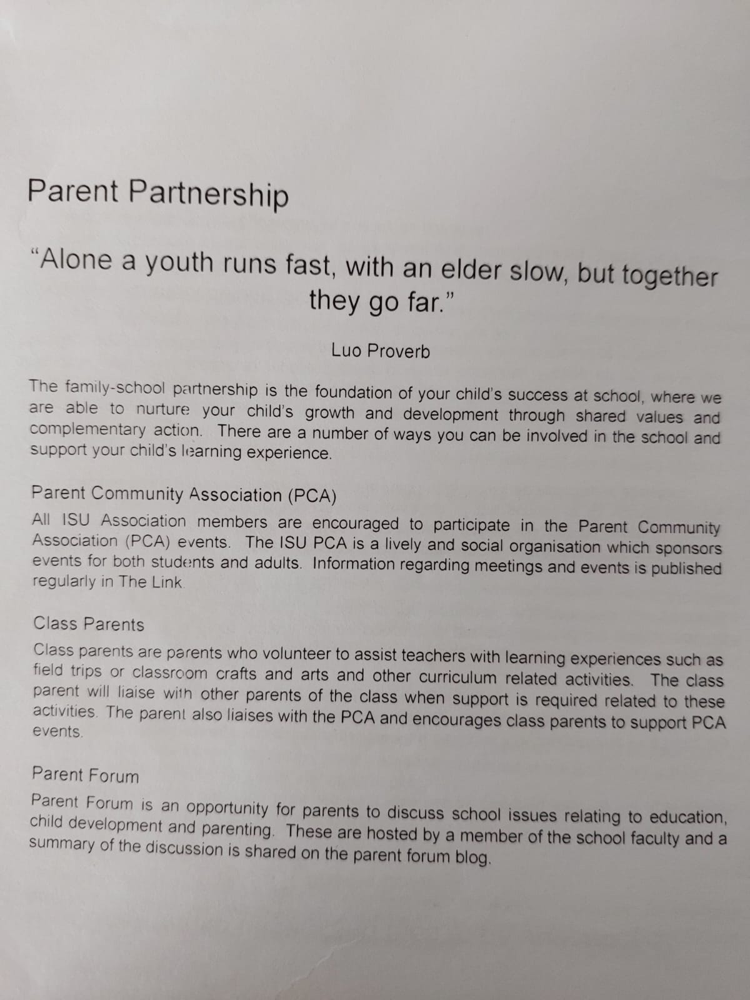 Parent Partnership
“Alone a youth runs fast, with an elder slow, but together
they go far.”
Luo Proverb
The family-school partnership is the foundation of your child’s success at school, where we
are able to nurture your child’s growth and development through shared values and
complementary action. There are a number of ways you can be involved in the school and
support your child’s learning experience.
Parent Community Association (PCA)
All ISU Association members are encouraged to participate in the Parent Community
Association (PCA) events. The ISU PCA is a lively and social organisation which sponsors
events for both students and adults. Information regarding meetings and events is published
regularly in The Link.
Class Parents
Class parents are parents who volunteer to assist teachers with learning experiences such as
field trips or classroom crafts and arts and other curriculum related activities. The class
parent will liaise with other parents of the class when support is required related to these
activities. The parent also liaises with the PCA and encourages class parents to support PCA
events.
Parent Forum
Parent Forum is an opportunity for parents to discuss school issues relating to education,
child development and parenting. These are hosted by a member of the school faculty and a
summary of the discussion is shared on the parent forum blog.